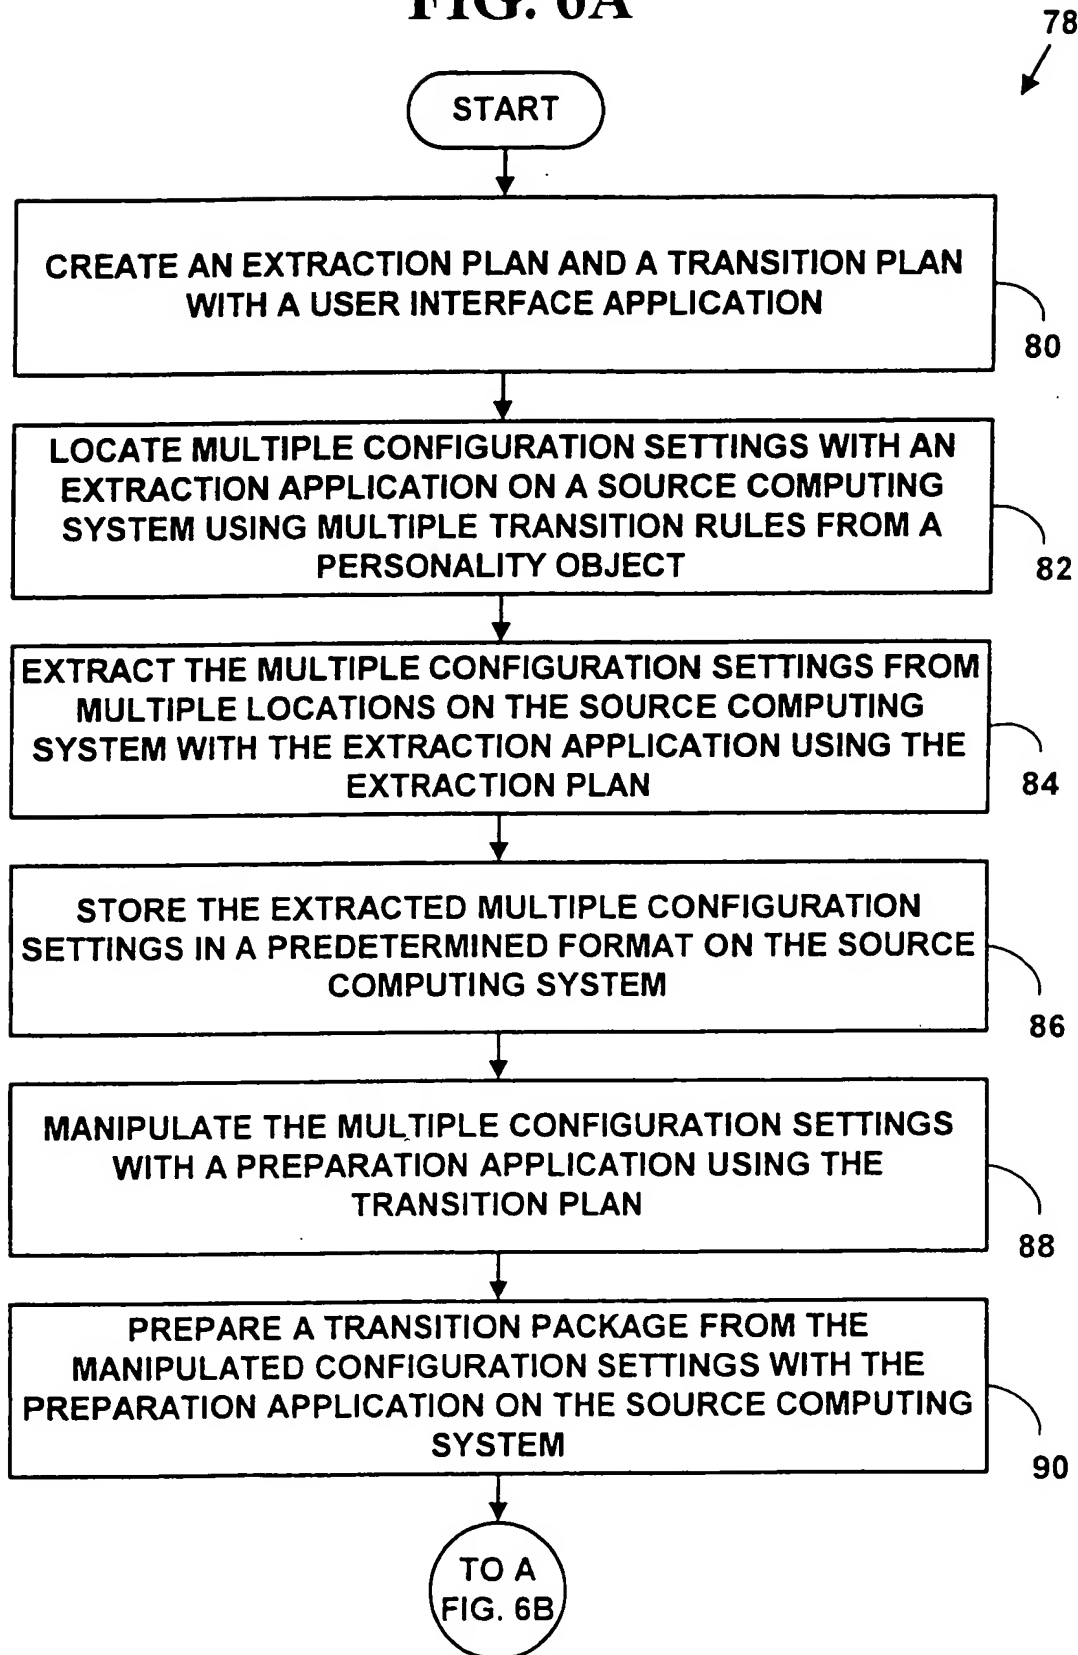 FIG. 6A
78
START
CREATE AN EXTRACTION PLAN AND A TRANSITION PLAN
WITH A USER INTERFACE APPLICATION
80
LOCATE MULTIPLE CONFIGURATION SETTINGS WITH AN
EXTRACTION APPLICATION ON A SOURCE COMPUTING
SYSTEM USING MULTIPLE TRANSITION RULES FROM A
PERSONALITY OBJECT
82
EXTRACT THE MULTIPLE CONFIGURATION SETTINGS FROM
MULTIPLE LOCATIONS ON THE SOURCE COMPUTING
SYSTEM WITH THE EXTRACTION APPLICATION USING THE
EXTRACTION PLAN
84
STORE THE EXTRACTED MULTIPLE CONFIGURATION
SETTINGS IN A PREDETERMINED FORMAT ON THE SOURCE
COMPUTING SYSTEM
86
MANIPULATE THE MULTIPLE CONFIGURATION SETTINGS
WITH A PREPARATION APPLICATION USING THE
TRANSITION PLAN
88
PREPARE A TRANSITION PACKAGE FROM THE
MANIPULATED CONFIGURATION SETTINGS WITH THE
PREPARATION APPLICATION ON THE SOURCE COMPUTING
SYSTEM
90
TO A
FIG. 6B